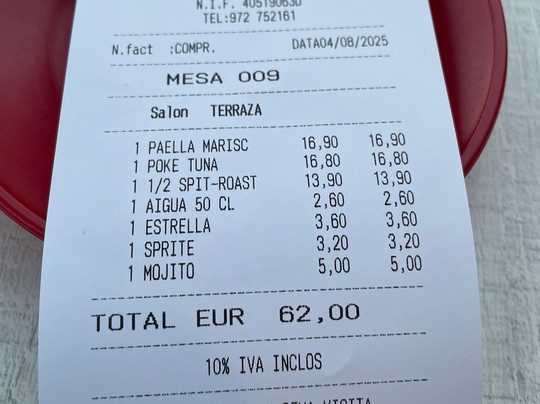 TEL:972 752161
N.fact :COMPR. DATA04/08/2025
MESA 009
Salon TERRAZA
1 PAELLA MARISC 16,90 16,90
1 POKE TUNA 16,80 16,80
1 1/2 SPIT-ROAST 13,90 13,90
1 AIGUA 50 CL 2,60 2,60
1 ESTRELLA 3,60 3,60
1 SPRITE 3,20 3,20
1 MOJITO 5,00 5,00
TOTAL EUR 62,00
10% IVA INCLOS